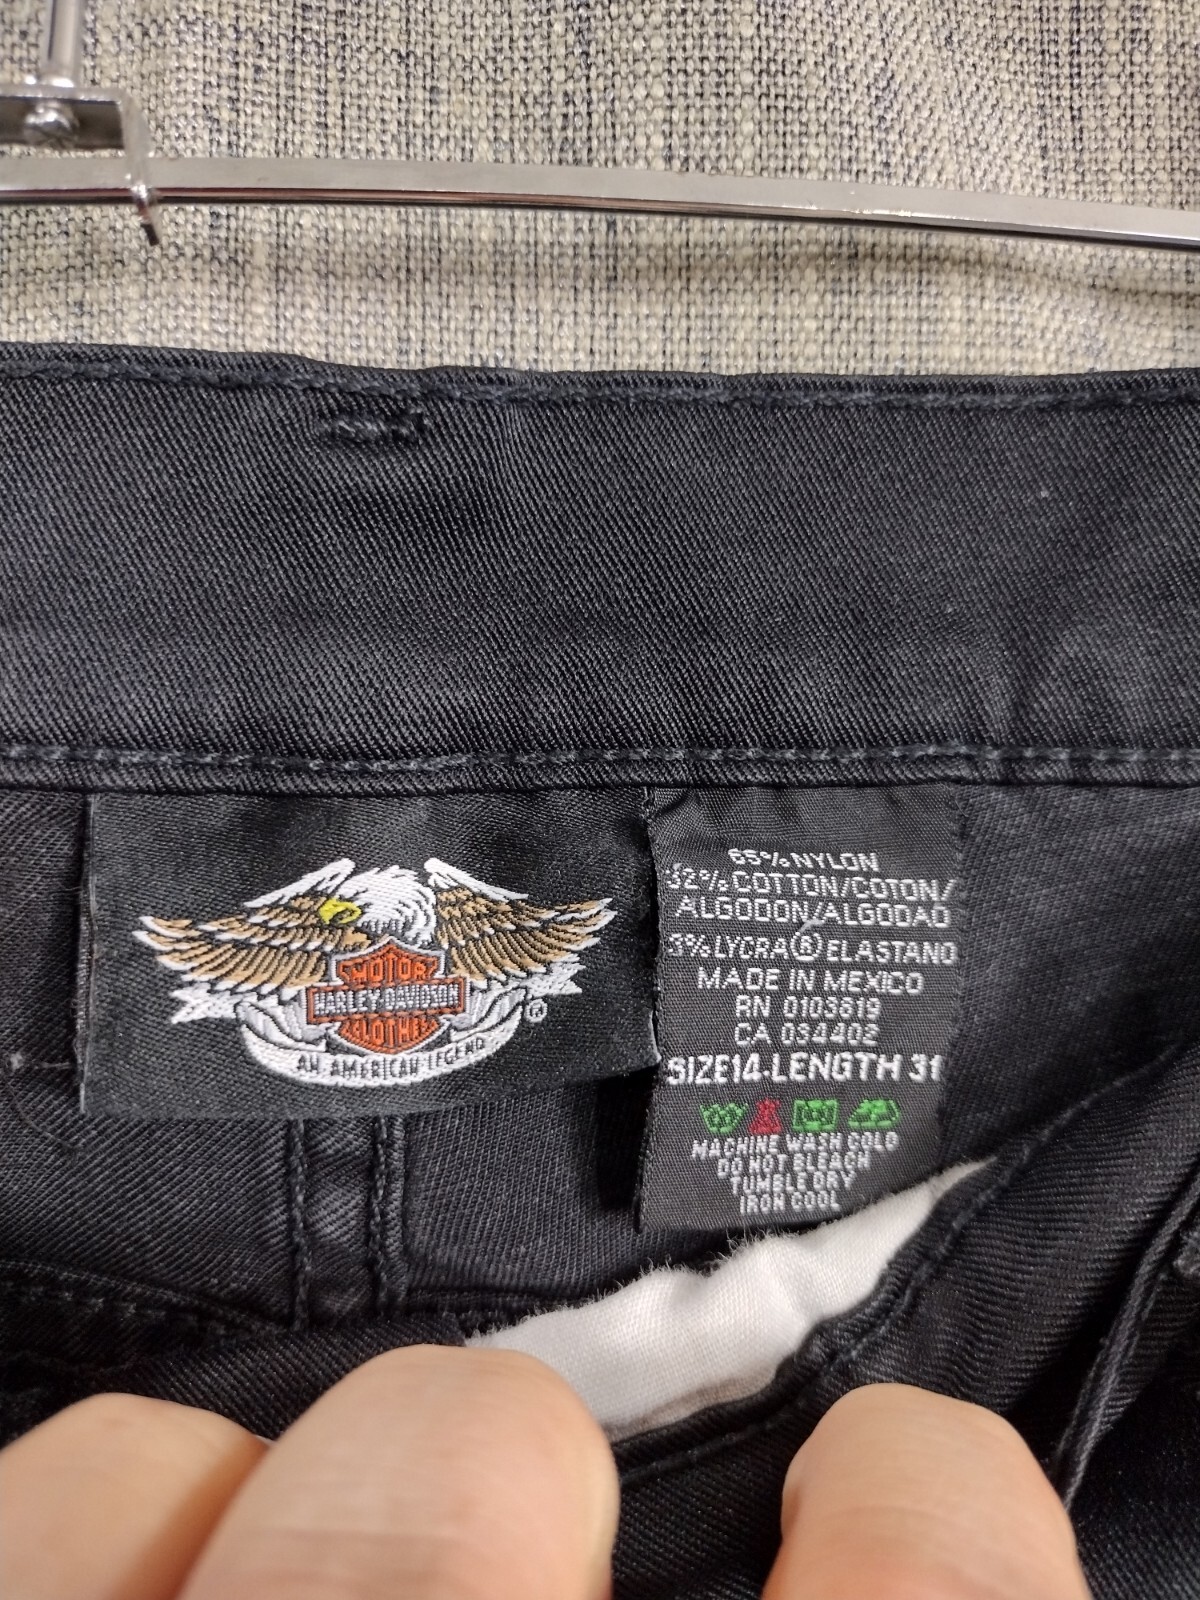 MOTOR
HARLEY-DAVIDSON
CLOTHES
AN AMERICAN LEGEND
®
65% NYLON
32% COTTON/COTON/
ALGODON/ALGODAO
3% LYCRA® ELASTANO
MADE IN MEXICO
RN 0103819
CA 034402
SIZE14-LENGTH 31
MACHINE WASH COLD
DO NOT BLEACH
TUMBLE DRY
IRON COOL